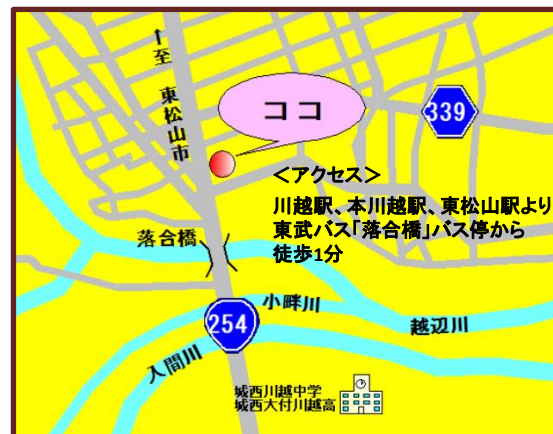 ↑至 東松山市
ココ
339
<アクセス>
川越駅、本川越駅、東松山駅より
東武バス「落合橋」バス停から
徒歩1分
落合橋
小畔川
254
越辺川
入間川
城西川越中学
城西大付川越高